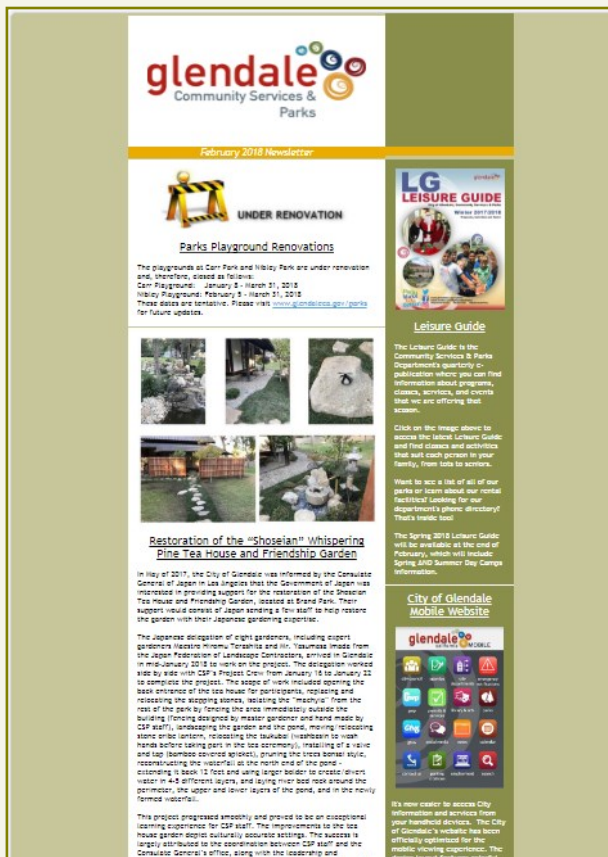 glendale
Community Services &
Parks
February 2018 Newsletter
UNDER RENOVATION
Parks Playground Renovations
The playgrounds at Carr Park and Nibley Park are under renovation
and, therefore, closed as follows:
Carr Playground: January 8 - March 31, 2018
Nibley Playground: February 5 - March 31, 2018
These dates are tentative. Please visit www.glendaleca.gov/parks
for future updates.
Restoration of the "Shoseian" Whispering
Pine Tea House and Friendship Garden
In May of 2017, the City of Glendale was informed by the Consulate
General of Japan in Los Angeles that the Government of Japan was
interested in providing support for the restoration of the Shoseian
Tea House and Friendship Garden, located at Brand Park. Their
support would consist of Japan sending a few staff to help restore
the garden with their Japanese gardening expertise.
The Japanese delegation of eight gardeners, including expert
gardeners Maestro Hiromu Terashita and Mr. Yasumasa Imada from
the Japan Federation of Landscape Contractors, arrived in Glendale
in mid-January 2018 to work on the project. The delegation worked
side by side with CSP's Project Crew from January 16 to January 22
to complete the project. The scope of work included opening the
back entrance of the tea house for participants, replacing and
relocating the stepping stones, isolating the "machyia" from the
rest of the park by fencing the area immediately outside the
building (fencing designed by master gardener and hand made by
CSP staff), landscaping the garden and the pond, moving/relocating
stone oribe lantern, relocating the tsukubai (washbasin to wash
hands before taking part in the tea ceremony), installing of a valve
and tap (bamboo covered spicket), pruning the trees bonsai style,
reconstructing the waterfall at the north end of the pond -
extending it back 12 feet and using larger bolder to create/divert
water in 4-5 different layers, and laying river bed rock around the
perimeter, the upper and lower layers of the pond, and in the newly
formed waterfall.
This project progressed smoothly and proved to be an exceptional
learning experience for CSP staff. The improvements to the tea
house garden depict culturally accurate settings. The success is
largely attributed to the coordination between CSP staff and the
Consulate General's office, along with the leadership and
LG
LEISURE GUIDE
Winter 2017/2018
Leisure Guide
The Leisure Guide is the
Community Services & Parks
Department's quarterly e-
publication where you can find
information about programs,
classes, services, and events
that we are offering that
season.
Click on the image above to
access the latest Leisure Guide
and find classes and activities
that suit each person in your
family, from tots to seniors.
Want to see a list of all of our
parks or learn about our rental
facilities? Looking for our
department's phone directory?
That's inside too!
The Spring 2018 Leisure Guide
will be available at the end of
February, which will include
Spring AND Summer Day Camps
information.
City of Glendale
Mobile Website
glendale
MOBILE
It's now easier to access City
information and services from
your handheld devices. The City
of Glendale's website has been
officially optimized for the
mobile viewing experience. The